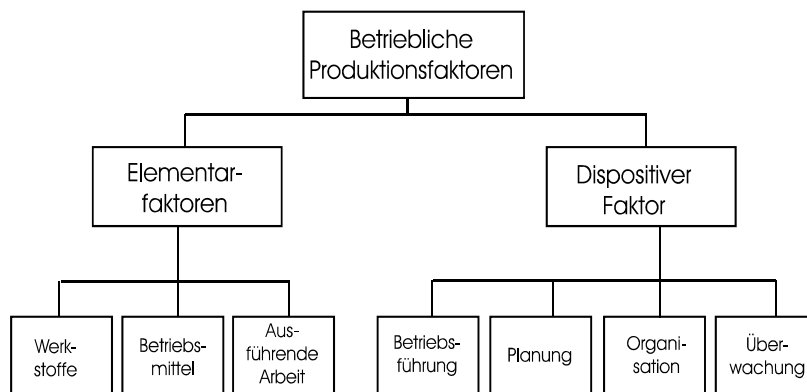 Betriebliche
Produktionsfaktoren
Elementar-
faktoren
Dispositiver
Faktor
Werk-
stoffe
Betriebs-
mittel
Aus-
führende
Arbeit
Betriebs-
führung
Planung
Organi-
sation
Über-
wachung